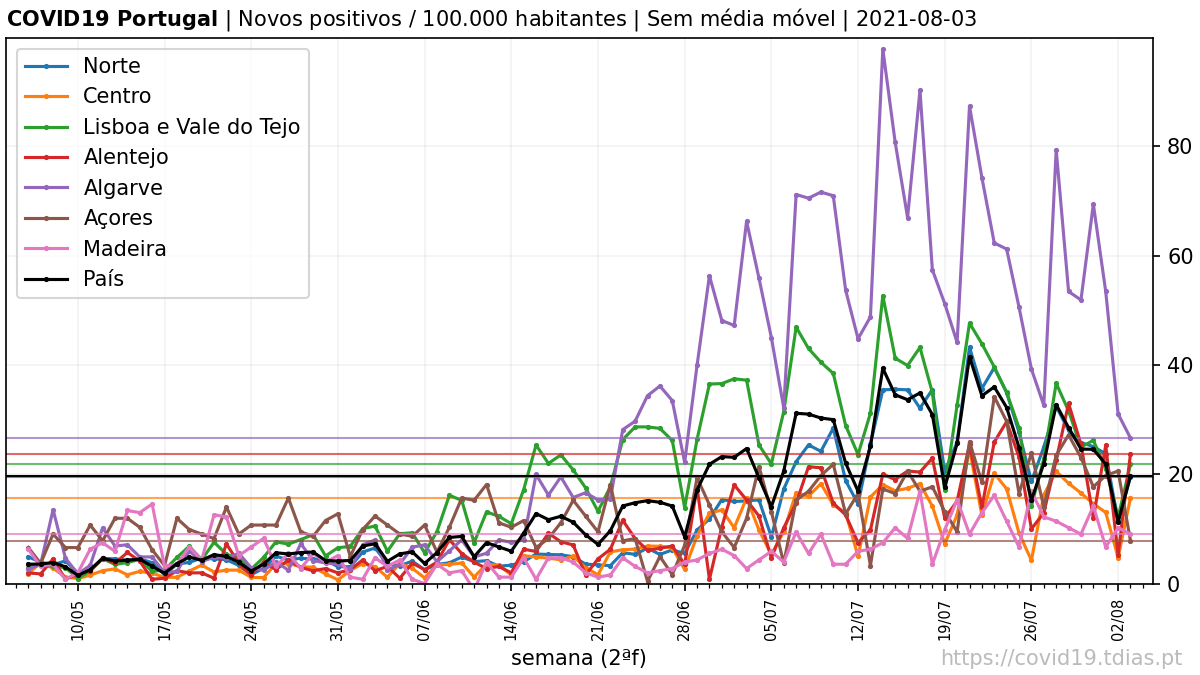 COVID19 Portugal | Novos positivos / 100.000 habitantes | Sem média móvel | 2021-08-03
Norte
Centro
Lisboa e Vale do Tejo
Alentejo
Algarve
Açores
Madeira
País
80
60
40
20
0
10/05
17/05
24/05
31/05
07/06
14/06
21/06
28/06
05/07
12/07
19/07
26/07
02/08
semana (2ªf)
https://covid19.tdias.pt